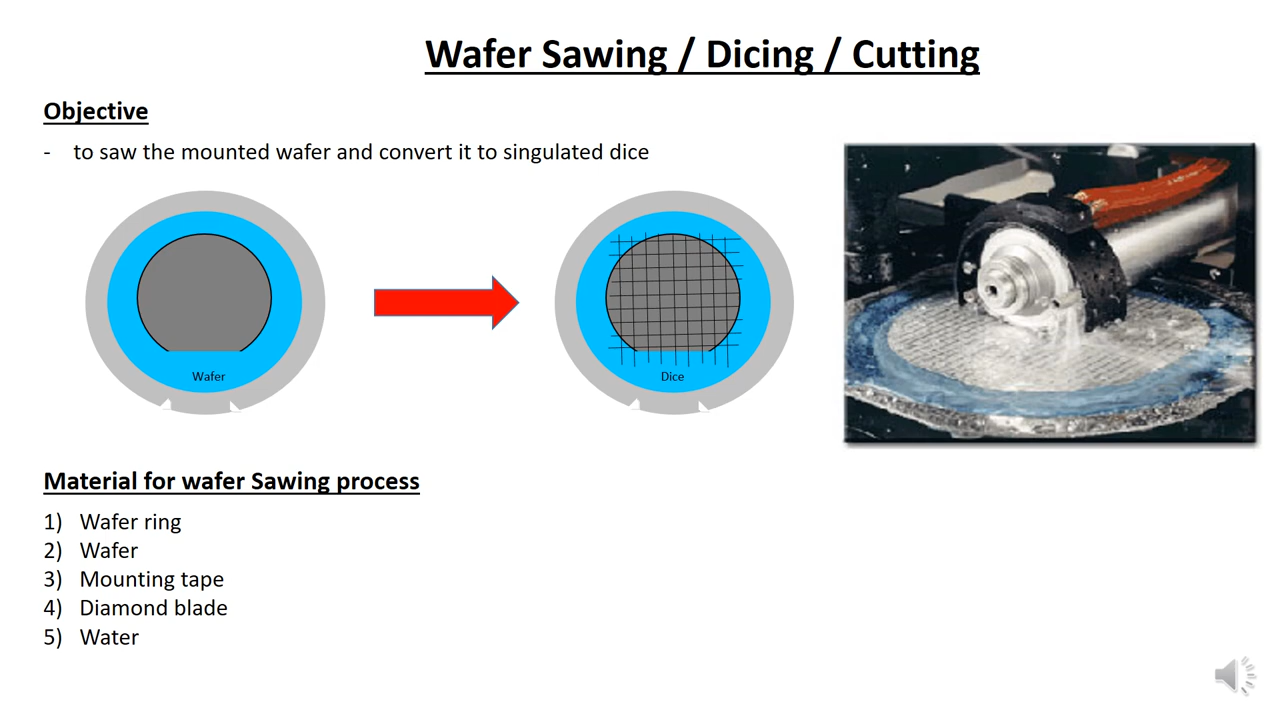 Wafer Sawing / Dicing / Cutting
Objective
- to saw the mounted wafer and convert it to singulated dice
Wafer
Dice
Material for wafer Sawing process
1) Wafer ring
2) Wafer
3) Mounting tape
4) Diamond blade
5) Water